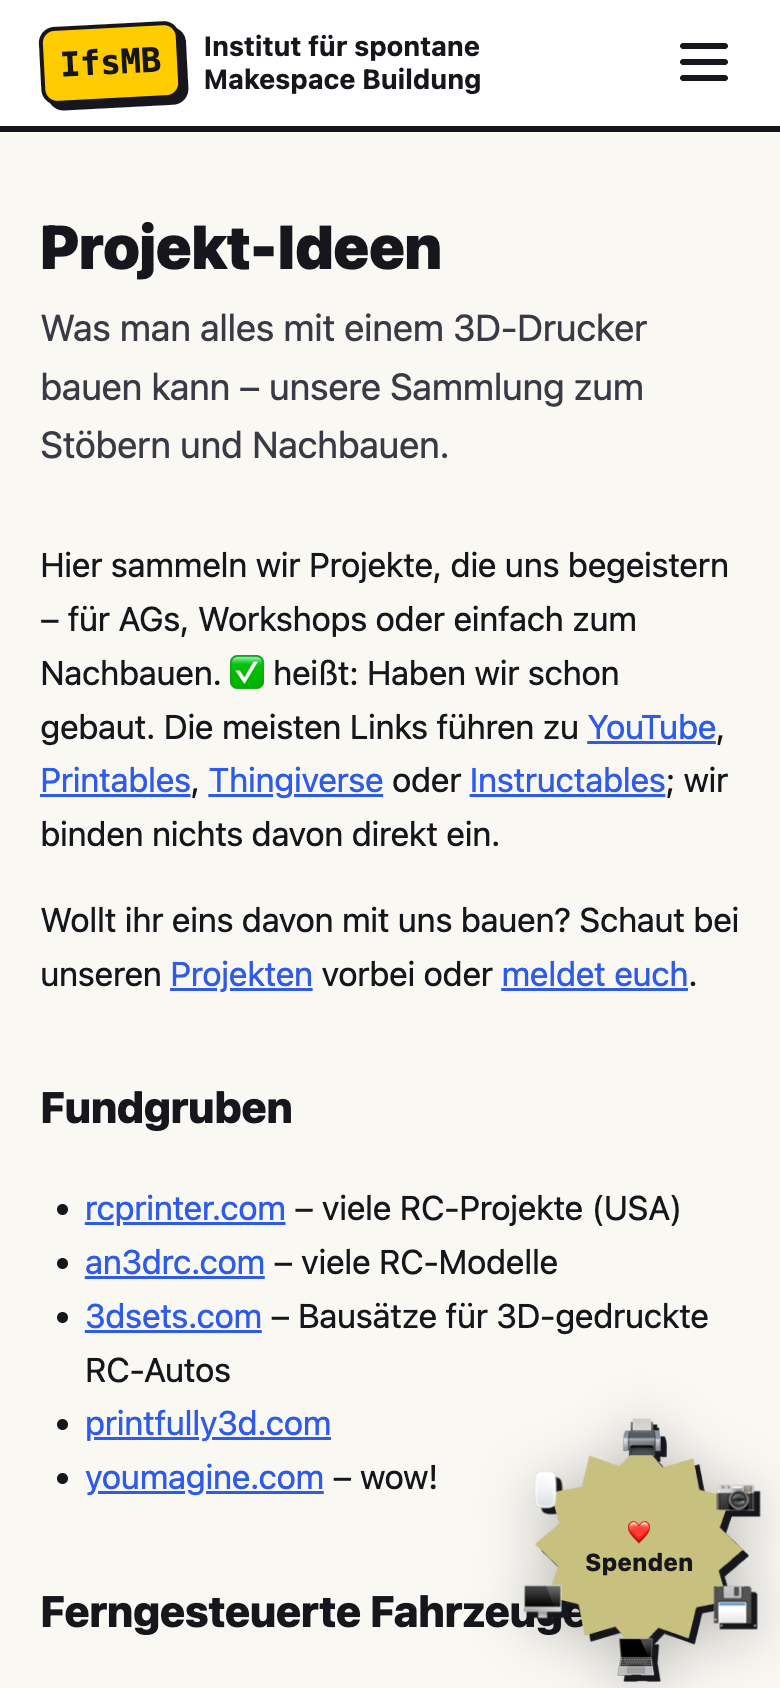 IfsMB
Institut für spontane
Makespace Buildung
Projekt-Ideen
Was man alles mit einem 3D-Drucker
bauen kann – unsere Sammlung zum
Stöbern und Nachbauen.
Hier sammeln wir Projekte, die uns begeistern
– für AGs, Workshops oder einfach zum
Nachbauen. ✅ heißt: Haben wir schon
gebaut. Die meisten Links führen zu YouTube,
Printables, Thingiverse oder Instructables; wir
binden nichts davon direkt ein.
Wollt ihr eins davon mit uns bauen? Schaut bei
unseren Projekten vorbei oder meldet euch.
Fundgruben
• rcprinter.com – viele RC-Projekte (USA)
• an3drc.com – viele RC-Modelle
• 3dsets.com – Bausätze für 3D-gedruckte
RC-Autos
• printfully3d.com
• youmagine.com – wow!
Ferngesteuerte Fahrzeuge
❤️
Spenden